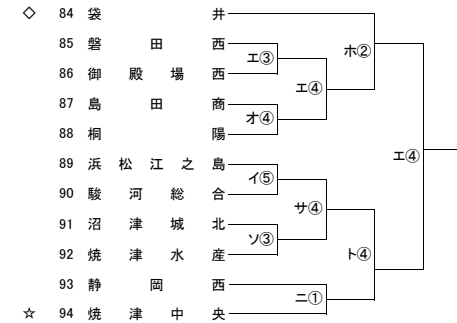 ◇ 84 袋井
85 磐田西
エ③
86 御殿場西
エ④
ホ②
87 島田商
オ④
88 桐陽
エ④
89 浜松江之島
イ⑤
90 駿河総合
サ④
91 沼津城北
ソ③
92 焼津水産
ト④
93 静岡西
ニ①
☆ 94 焼津中央